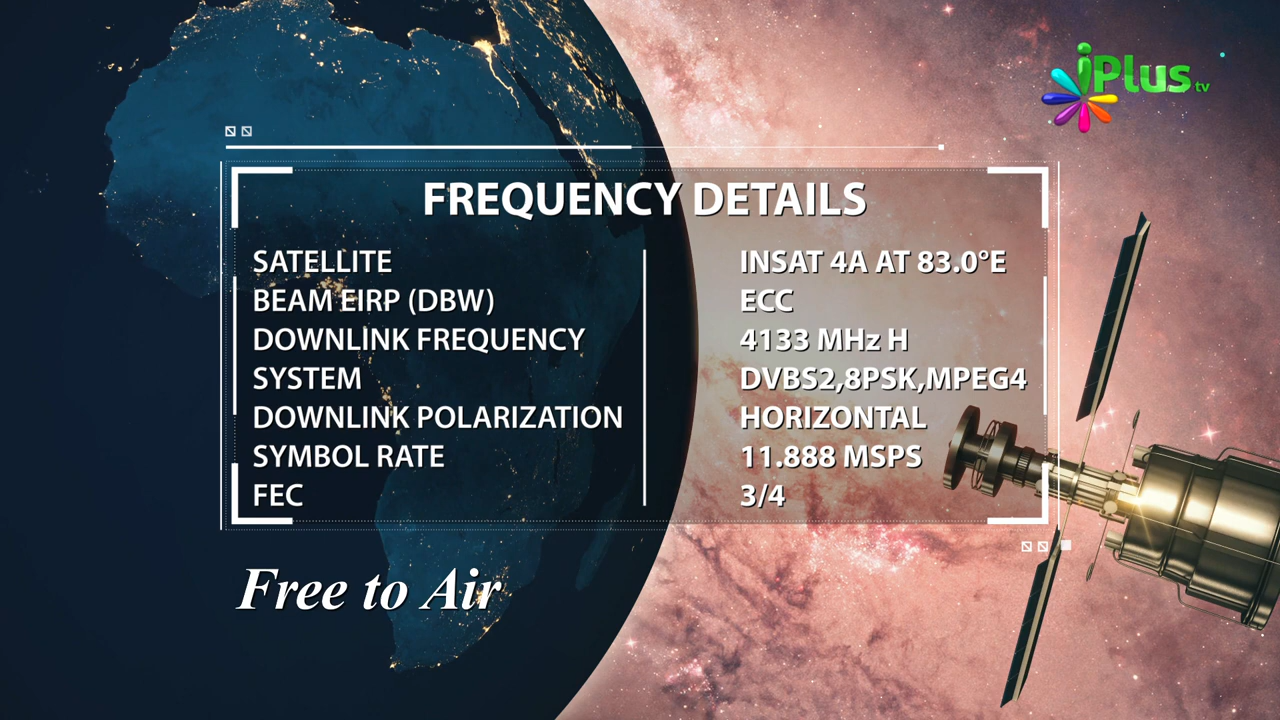 iPlus tv
FREQUENCY DETAILS
SATELLITE INSAT 4A AT 83.0°E
BEAM EIRP (DBW) ECC
DOWNLINK FREQUENCY 4133 MHz H
SYSTEM DVBS2,8PSK,MPEG4
DOWNLINK POLARIZATION HORIZONTAL
SYMBOL RATE 11.888 MSPS
FEC 3/4
Free to Air